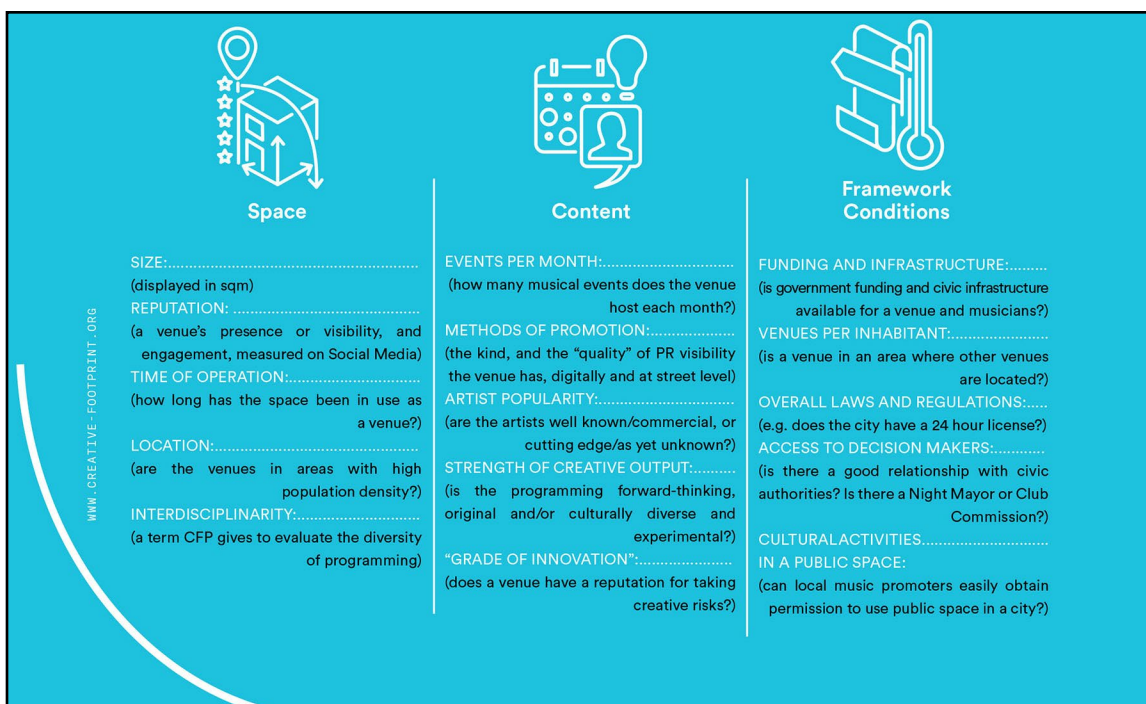 WWW.CREATIVE-FOOTPRINT.ORG
Space
SIZE:......................................................
(displayed in sqm)
REPUTATION: ........................................
(a venue's presence or visibility, and
engagement, measured on Social Media)
TIME OF OPERATION:............................
(how long has the space been in use as
a venue?)
LOCATION:............................................
(are the venues in areas with high
population density?)
INTERDISCIPLINARITY:..........................
(a term CFP gives to evaluate the diversity
of programming)
Content
EVENTS PER MONTH:............................
(how many musical events does the venue
host each month?)
METHODS OF PROMOTION:..................
(the kind, and the “quality” of PR visibility
the venue has, digitally and at street level)
ARTIST POPULARITY:.............................
(are the artists well known/commercial, or
cutting edge/as yet unknown?)
STRENGTH OF CREATIVE OUTPUT:.........
(is the programming forward-thinking,
original and/or culturally diverse and
experimental?)
“GRADE OF INNOVATION”:....................
(does a venue have a reputation for taking
creative risks?)
Framework
Conditions
FUNDING AND INFRASTRUCTURE:.........
(is government funding and civic infrastructure
available for a venue and musicians?)
VENUES PER INHABITANT:.....................
(is a venue in an area where other venues
are located?)
OVERALL LAWS AND REGULATIONS:.....
(e.g. does the city have a 24 hour license?)
ACCESS TO DECISION MAKERS:............
(is there a good relationship with civic
authorities? Is there a Night Mayor or Club
Commission?)
CULTURALACTIVITIES...........................
IN A PUBLIC SPACE:
(can local music promoters easily obtain
permission to use public space in a city?)